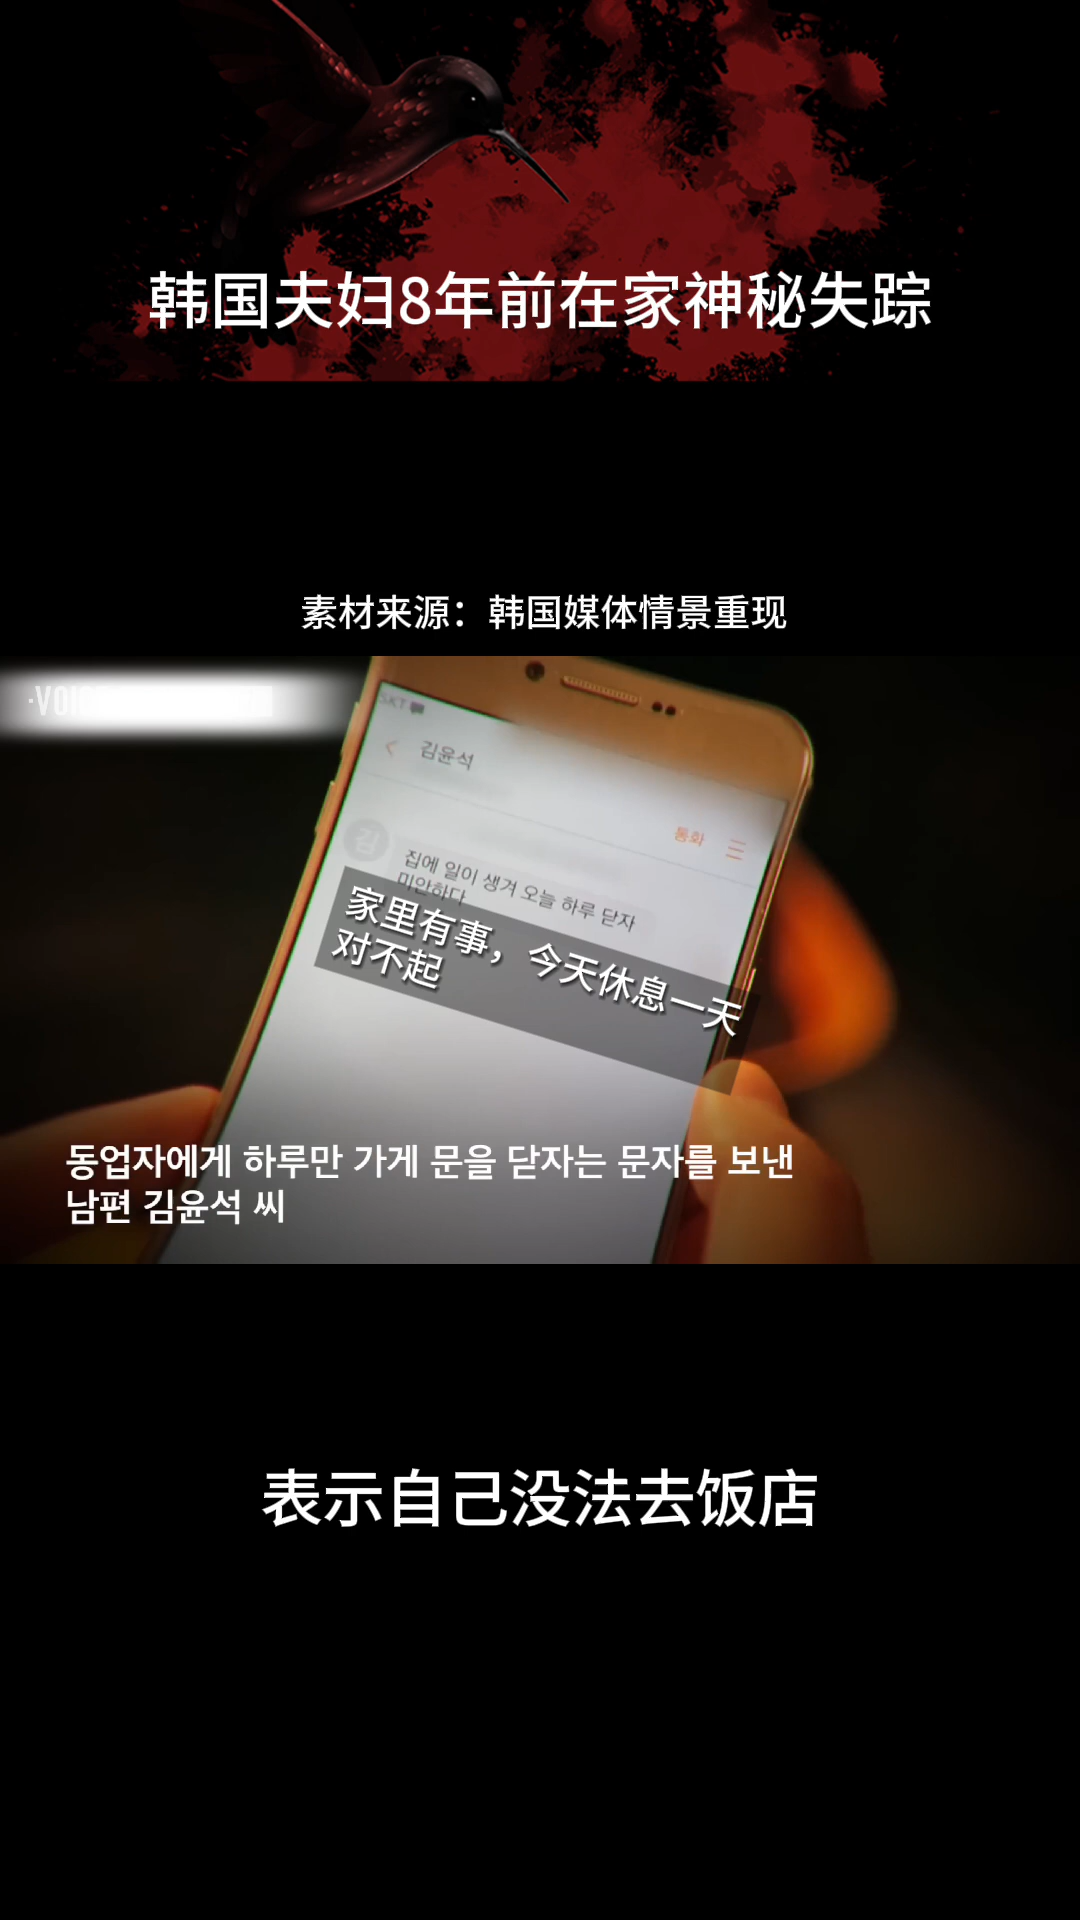 韩国夫妇8年前在家神秘失踪
素材来源：韩国媒体情景重现
SKT
김윤석
통화
김
집에 일이 생겨 오늘 하루 닫자
미안하다
家里有事，今天休息一天
对不起
동업자에게 하루만 가게 문을 닫자는 문자를 보낸
남편 김윤석 씨
表示自己没法去饭店